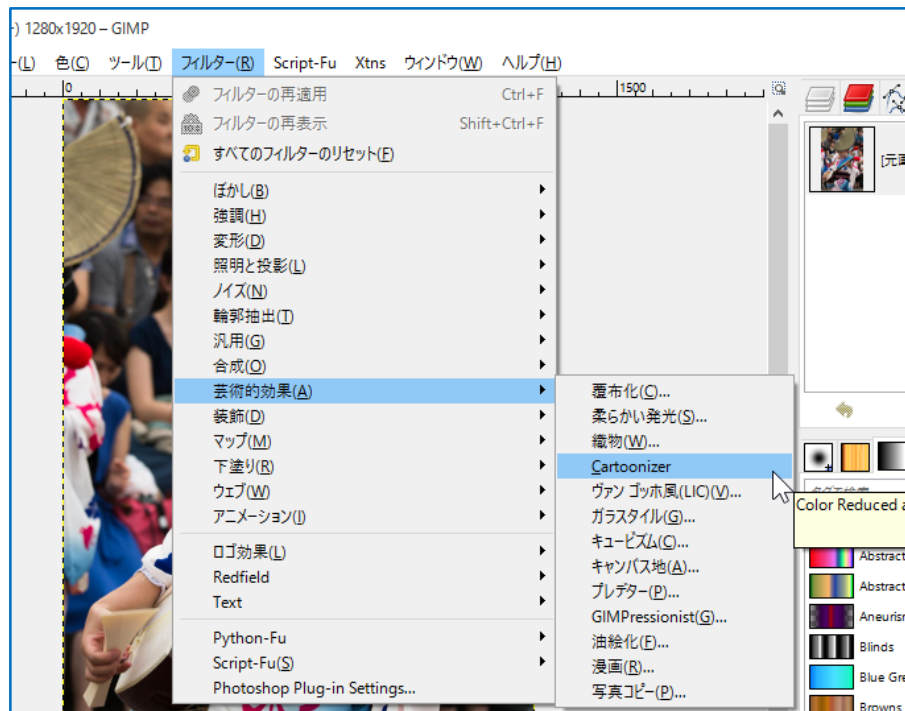 -) 1280x1920 – GIMP
-(L) 色(C) ツール(T) フィルター(R) Script-Fu Xtns ウィンドウ(W) ヘルプ(H)
0 1500
フィルターの再適用 Ctrl+F
フィルターの再表示 Shift+Ctrl+F
すべてのフィルターのリセット(F)
ぼかし(B)
強調(H)
変形(D)
照明と投影(L)
ノイズ(N)
輪郭抽出(T)
汎用(G)
合成(O)
芸術的効果(A)
装飾(D)
マップ(M)
下塗り(R)
ウェブ(W)
アニメーション(I)
ロゴ効果(L)
Redfield
Text
Python-Fu
Script-Fu(S)
Photoshop Plug-in Settings...
覆布化(C)...
柔らかい発光(S)...
織物(W)...
Cartoonizer
ヴァン ゴッホ風(LIC)(V)...
ガラスタイル(G)...
キュービズム(C)...
キャンバス地(A)...
プレデター(P)...
GIMPressionist(G)...
油絵化(F)...
漫画(R)...
写真コピー(P)...
[元画
Color Reduced a
Abstract
Abstract
Aneurism
Blinds
Blue Gre
Browns